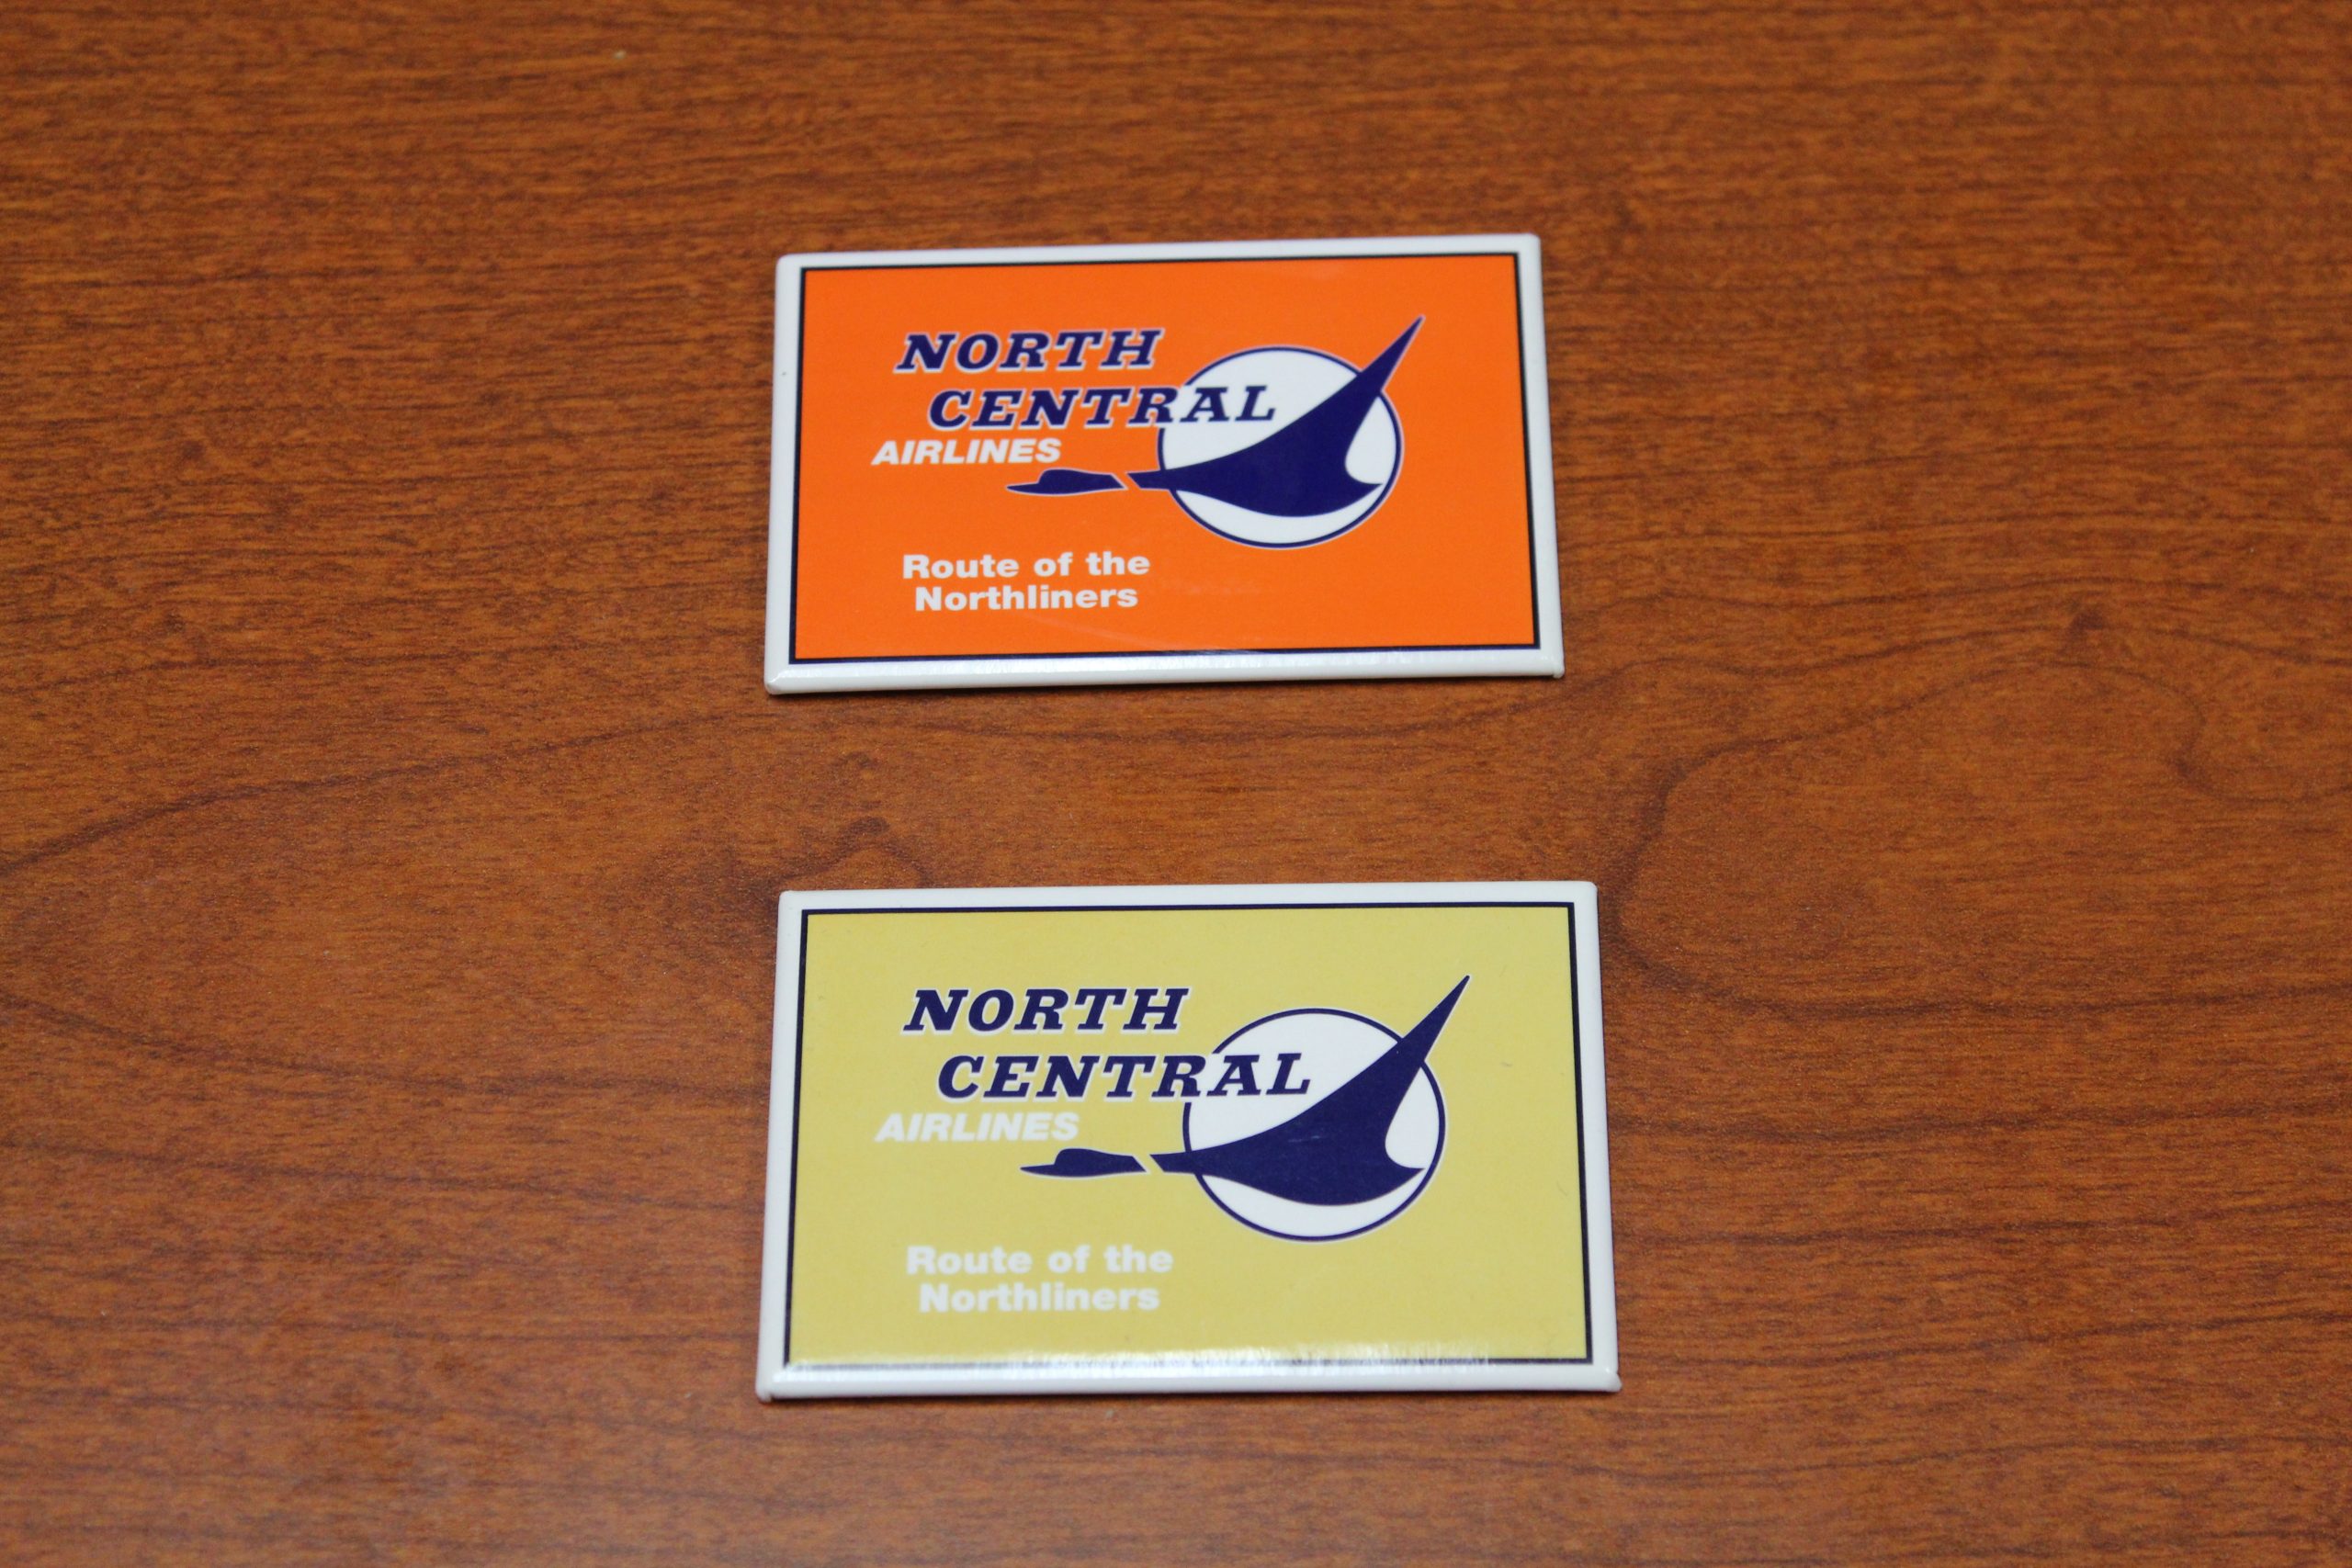 NORTH
CENTRAL
AIRLINES
Route of the
Northliners
NORTH
CENTRAL
AIRLINES
Route of the
Northliners